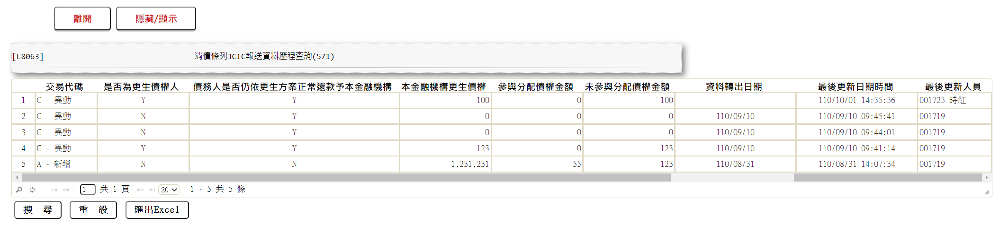 離開 隱藏/顯示
[L8063] 消債條列JCIC報送資料歷程查詢(571)
交易代碼 是否為更生債權人 債務人是否仍依更生方案正常還款予本金融機構 本金融機構更生債權 參與分配債權金額 未參與分配債權金額 資料轉出日期 最後更新日期時間 最後更新人員
1 C - 異動 Y Y 100 0 100 110/10/01 14:35:36 001723 時紅
2 C - 異動 N Y 0 0 0 110/09/10 110/09/10 09:45:41 001719
3 C - 異動 N Y 0 0 0 110/09/10 110/09/10 09:44:01 001719
4 C - 異動 Y Y 123 0 123 110/09/10 110/09/10 09:41:14 001719
5 A - 新增 N N 1,231,231 55 123 110/08/31 110/08/31 14:07:34 001719
1 共 1 頁 20 1 - 5 共 5 條
搜 尋 重 設 匯出Excel